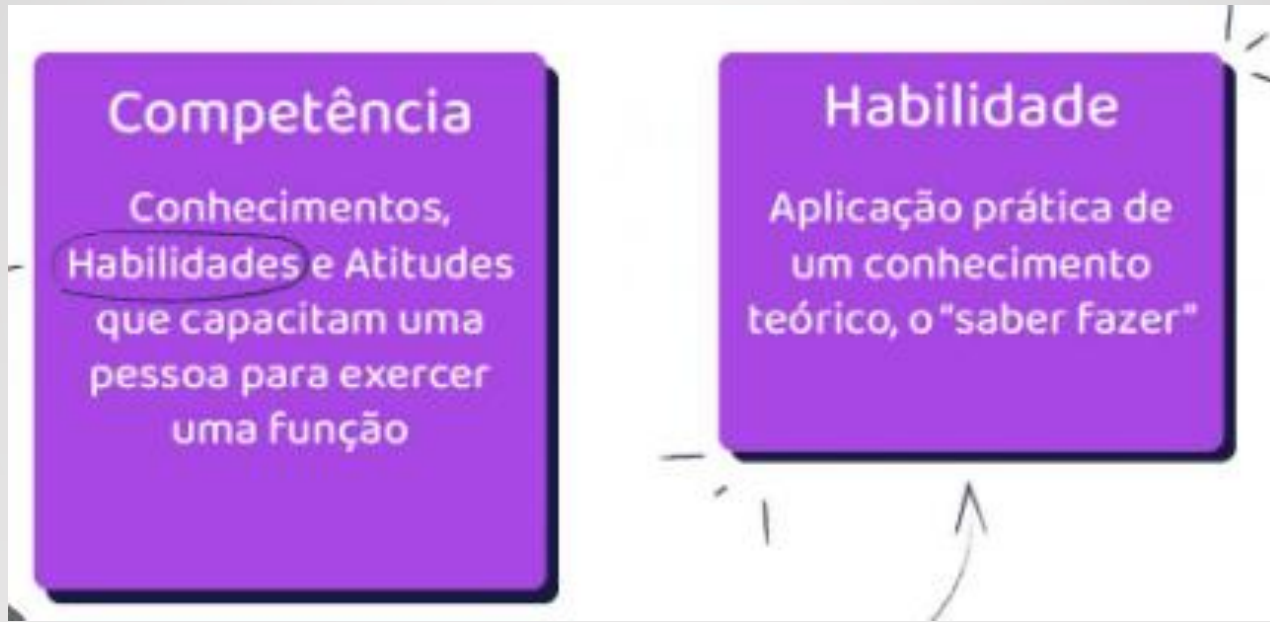 Competência
Conhecimentos,
Habilidades e Atitudes
que capacitam uma
pessoa para exercer
uma função
Habilidade
Aplicação prática de
um conhecimento
teórico, o "saber fazer"